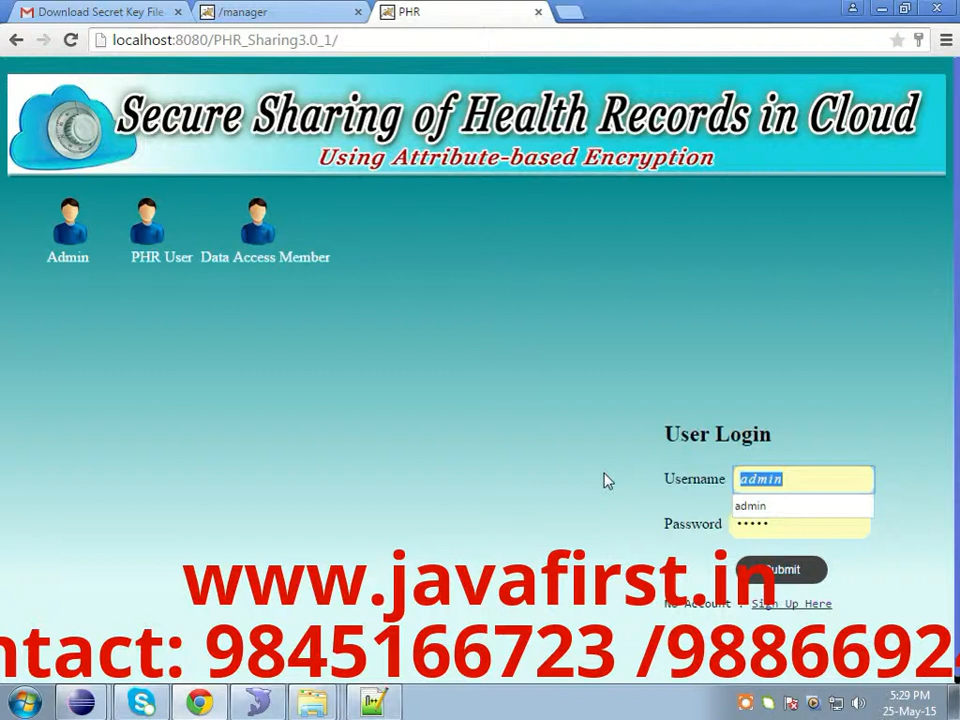 Download Secret Key File
/manager
PHR
localhost:8080/PHR_Sharing3.0_1/
Secure Sharing of Health Records in Cloud
Using Attribute-based Encryption
Admin
PHR User
Data Access Member
User Login
Username
admin
admin
Password
•••••
Submit
No Account . Sign Up Here
www.javafirst.in
ntact: 9845166723 /9886692
5:29 PM
25-May-15